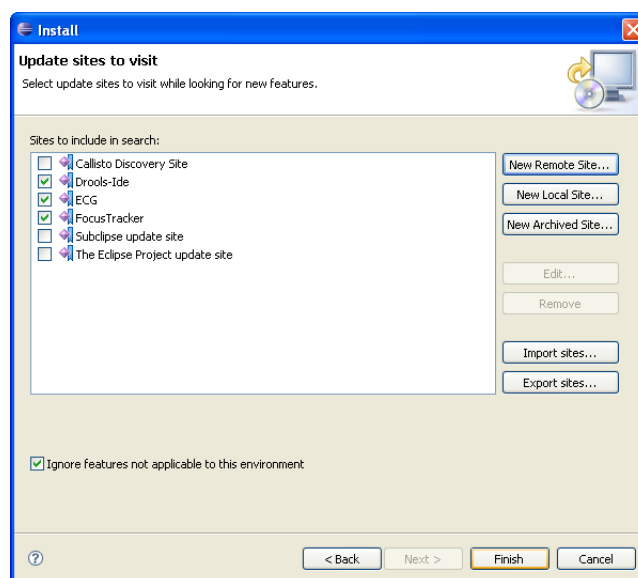 Install
Update sites to visit
Select update sites to visit while looking for new features.
Sites to include in search:
Callisto Discovery Site
Drools-Ide
ECG
FocusTracker
Subclipse update site
The Eclipse Project update site
New Remote Site...
New Local Site...
New Archived Site...
Edit...
Remove
Import sites...
Export sites...
Ignore features not applicable to this environment
?
< Back
Next >
Finish
Cancel